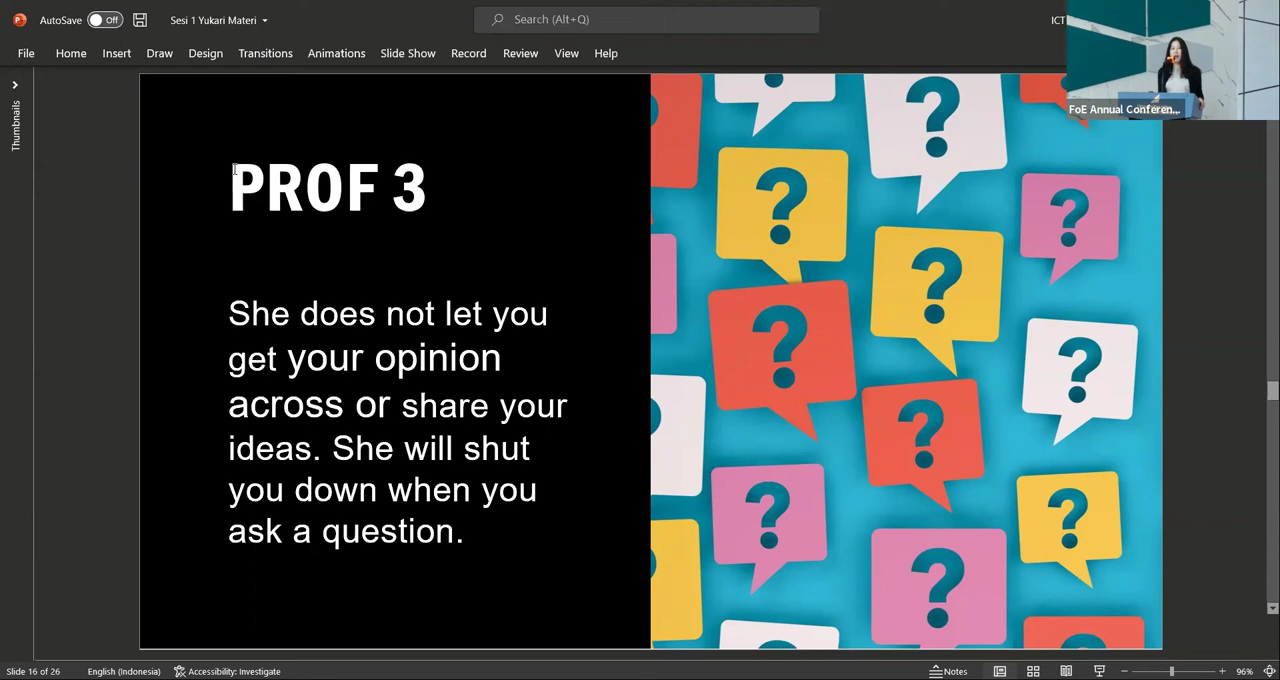 AutoSave Off Sesi 1 Yukari Materi Search (Alt+Q) ICT
File Home Insert Draw Design Transitions Animations Slide Show Record Review View Help
FoE Annual Conferen...
Thumbnails
PROF 3
She does not let you
get your opinion
across or share your
ideas. She will shut
you down when you
ask a question.
? ? ? ? ? ? ? ? ? ? ?
Slide 16 of 26 English (Indonesia) Accessibility: Investigate Notes 96%